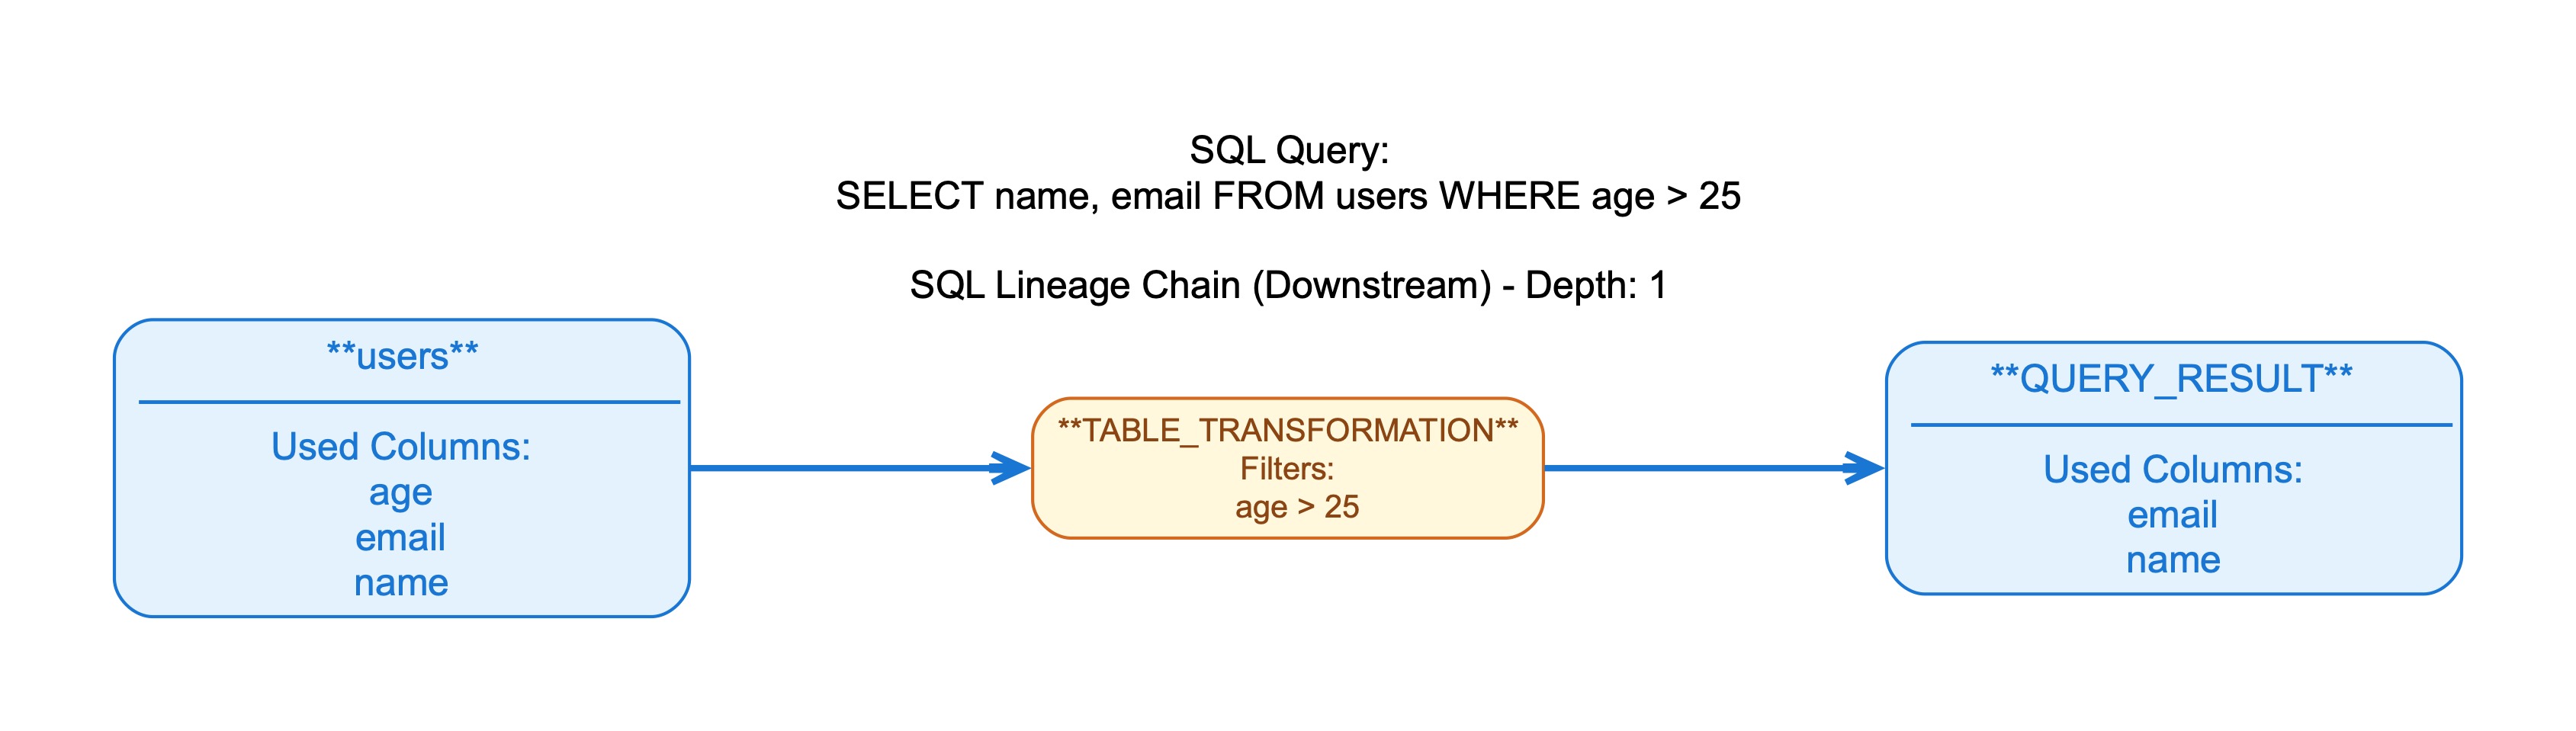 SQL Query:
SELECT name, email FROM users WHERE age > 25
SQL Lineage Chain (Downstream) - Depth: 1
**users**
Used Columns:
age
email
name
**TABLE_TRANSFORMATION**
Filters:
age > 25
**QUERY_RESULT**
Used Columns:
email
name